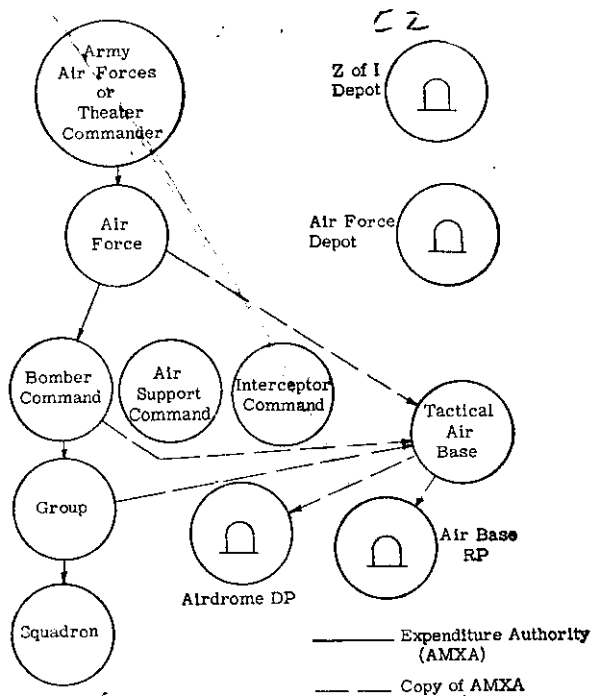 C2
Army
Air Forces
or
Theater
Commander
Z of I
Depot
Air
Force
Air Force
Depot
Bomber
Command
Air
Support
Command
Interceptor
Command
Tactical
Air
Base
Group
Airdrome DP
Air Base
RP
Squadron
Expenditure Authority
(AMXA)
Copy of AMXA